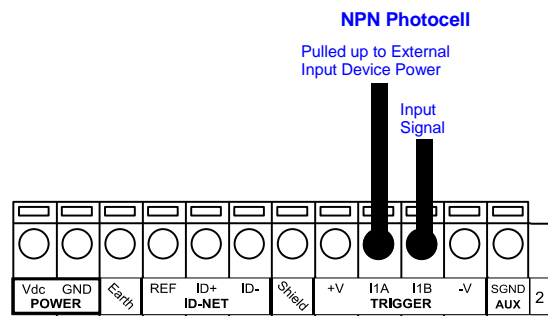 NPN Photocell
Pulled up to External
Input Device Power
Input
Signal
Vdc GND Earth REF ID+ ID- Shield +V I1A I1B -V SGND 2
POWER ID-NET TRIGGER AUX